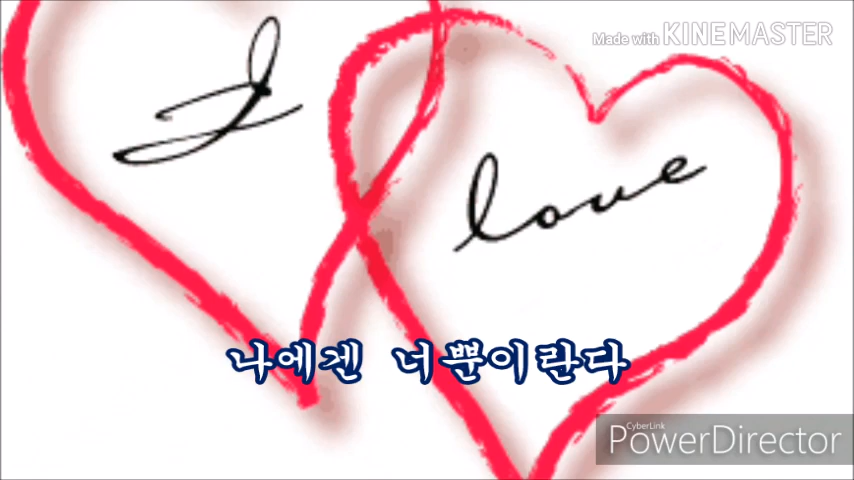 Made with KINEMASTER
I
love
나에겐 너뿐이란다
CyberLink
PowerDirector